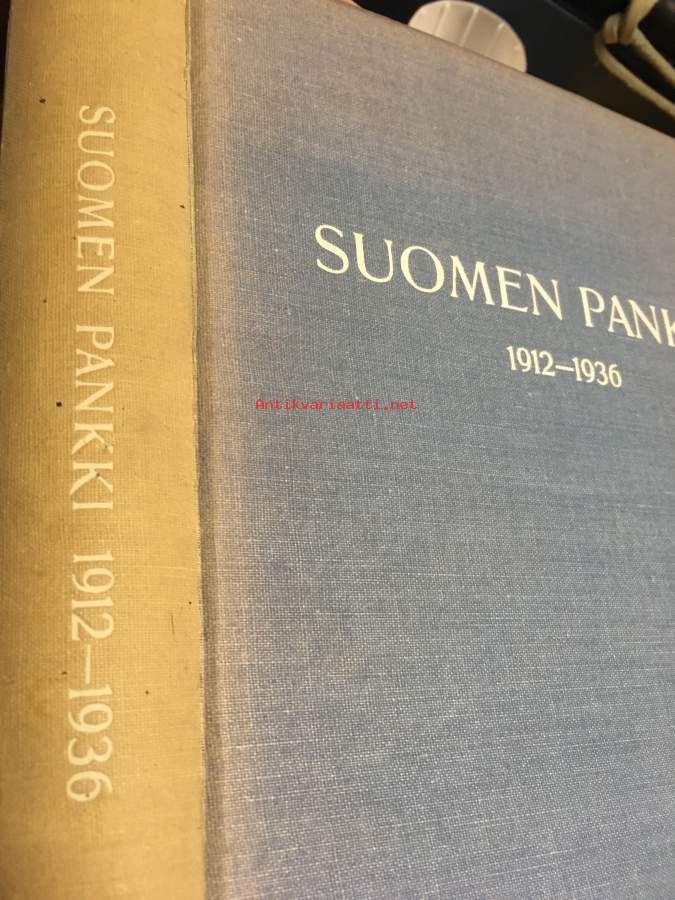 SUOMEN PANKKI 1912–1936
SUOMEN PANK
1912–1936
Antikvariaatti.net